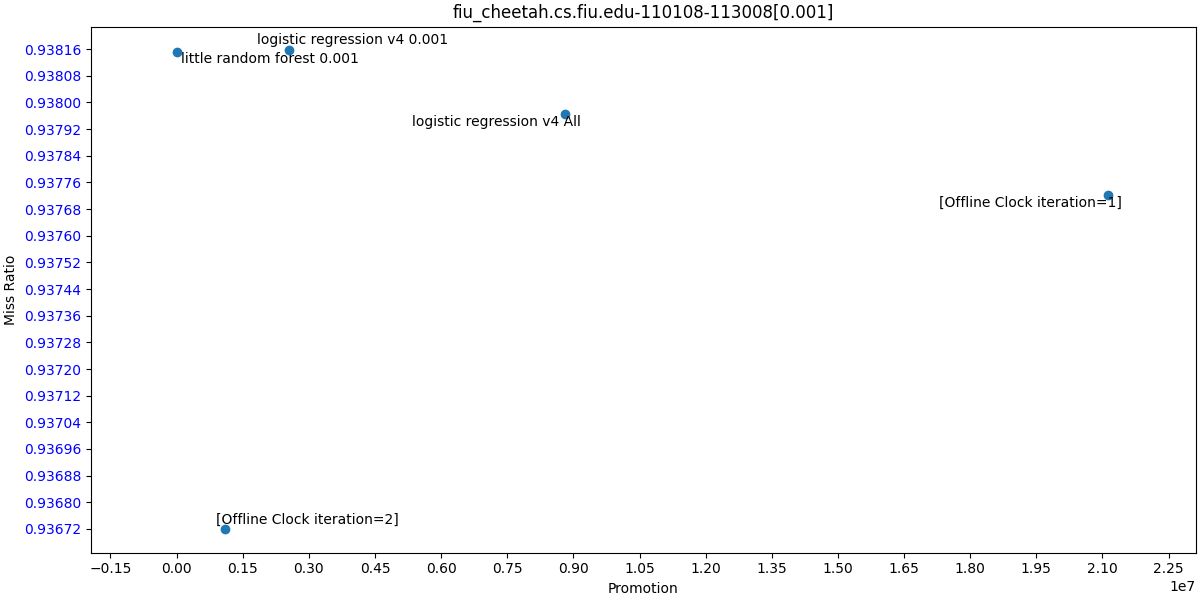 fiu_cheetah.cs.fiu.edu-110108-113008[0.001]
Miss Ratio
0.93816
0.93808
0.93800
0.93792
0.93784
0.93776
0.93768
0.93760
0.93752
0.93744
0.93736
0.93728
0.93720
0.93712
0.93704
0.93696
0.93688
0.93680
0.93672
logistic regression v4 0.001
little random forest 0.001
logistic regression v4 All
[Offline Clock iteration=1]
[Offline Clock iteration=2]
−0.15 0.00 0.15 0.30 0.45 0.60 0.75 0.90 1.05 1.20 1.35 1.50 1.65 1.80 1.95 2.10 2.25
1e7
Promotion